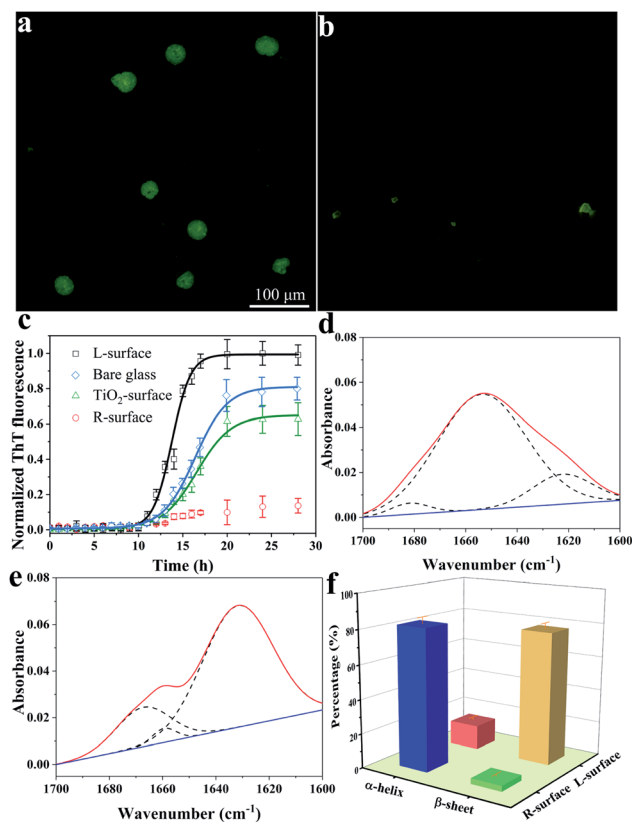 a
b
100 μm
c
Normalized ThT fluorescence
1.0
0.8
0.6
0.4
0.2
0.0
L-surface
Bare glass
TiO₂-surface
R-surface
0 5 10 15 20 25 30
Time (h)
d
Absorbance
0.08
0.06
0.04
0.02
0.00
1700 1680 1660 1640 1620 1600
Wavenumber (cm⁻¹)
e
Absorbance
0.08
0.06
0.04
0.02
0.00
1700 1680 1660 1640 1620 1600
Wavenumber (cm⁻¹)
f
Percentage (%)
100
80
60
40
20
0
α-helix
β-sheet
R-surface
L-surface